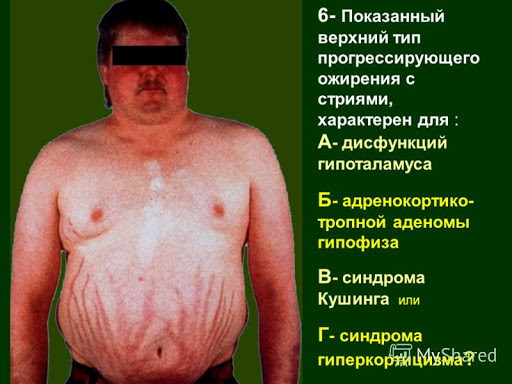 6- Показанный
верхний тип
прогрессирующего
ожирения с
стриями,
характерен для :
А- дисфункций
гипоталамуса
Б- адренокортико-
тропной аденомы
гипофиза
В- синдрома
Кушинга или
Г- синдрома
гиперкортицизма?
MyShared